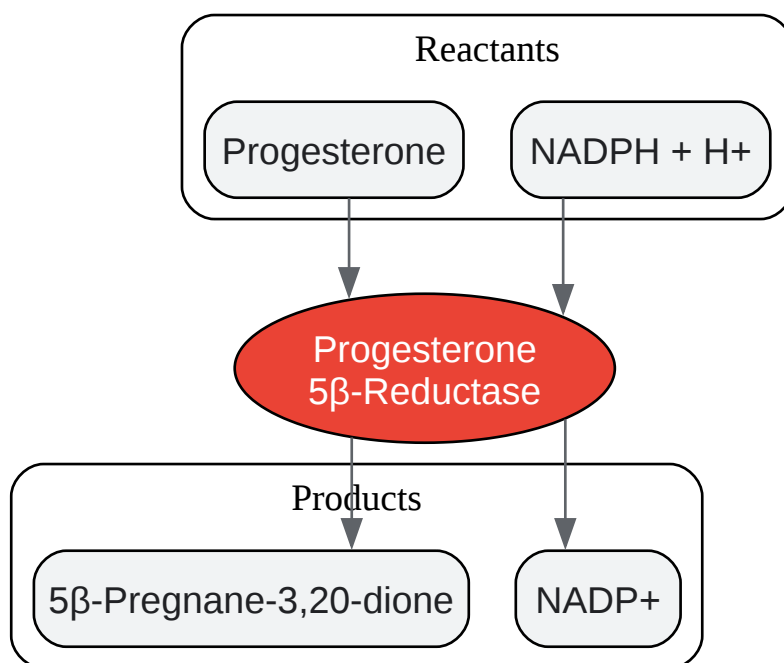 Reactants
Progesterone
NADPH + H+
Progesterone
5β-Reductase
Products
5β-Pregnane-3,20-dione
NADP+